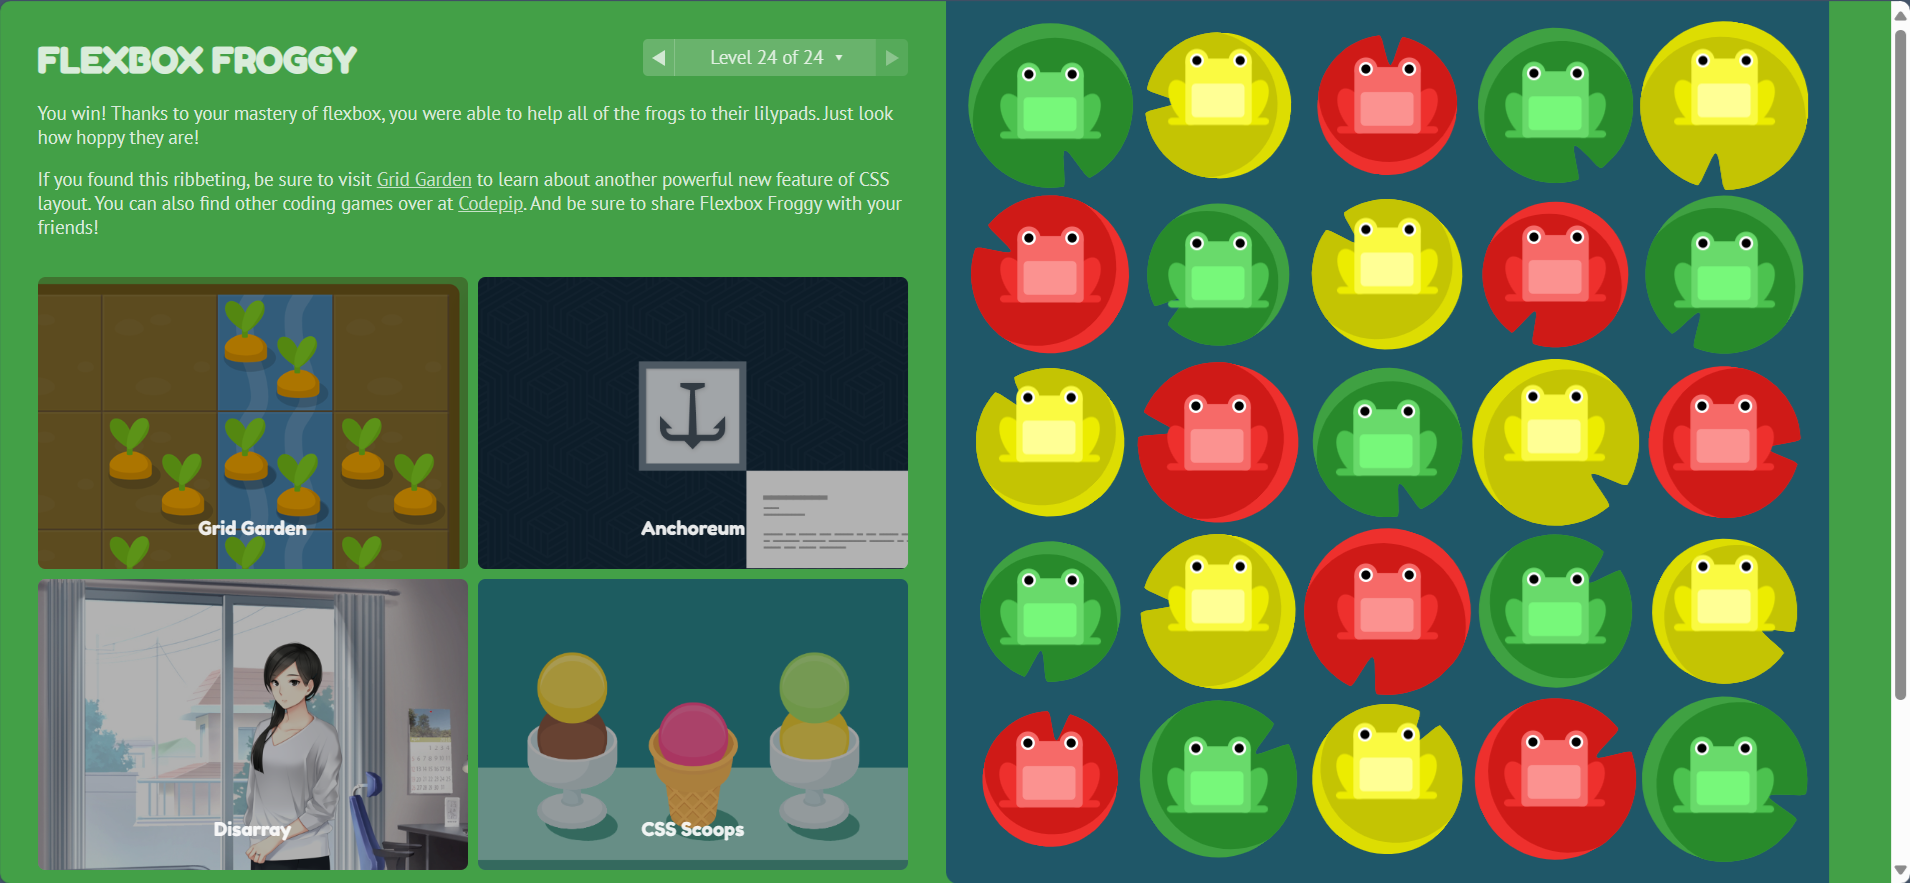 FLEXBOX FROGGY
Level 24 of 24
You win! Thanks to your mastery of flexbox, you were able to help all of the frogs to their lilypads. Just look
how hoppy they are!
If you found this ribbeting, be sure to visit Grid Garden to learn about another powerful new feature of CSS
layout. You can also find other coding games over at Codepip. And be sure to share Flexbox Froggy with your
friends!
Grid Garden
Anchoreum
Disarray
CSS Scoops